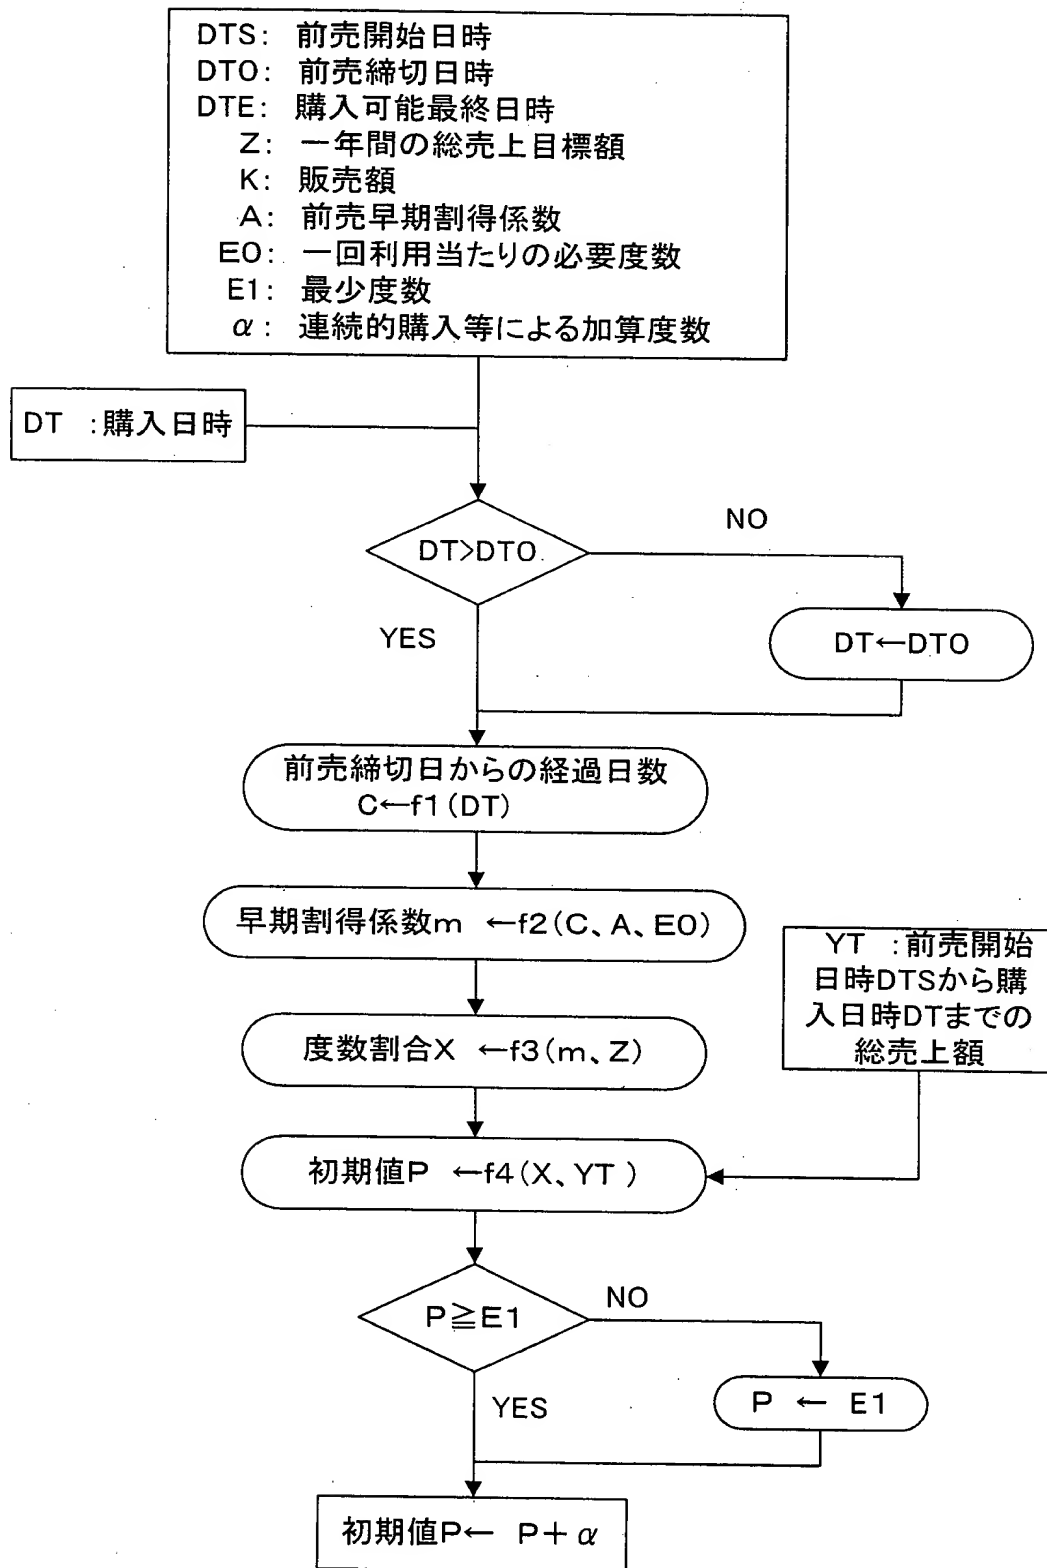 DTS: 前売開始日時
DT0: 前売締切日時
DTE: 購入可能最終日時
Z: 一年間の総売上目標額
K: 販売額
A: 前売早期割得係数
E0: 一回利用当たりの必要度数
E1: 最少度数
α: 連続的購入等による加算度数
DT :購入日時
DT>DT0
NO
YES
DT←DT0
前売締切日からの経過日数
C←f1(DT)
早期割得係数m ←f2(C、A、E0)
YT :前売開始
日時DTSから購
入日時DTまでの
総売上額
度数割合X ←f3(m、Z)
初期値P ←f4(X、YT )
P≧E1
NO
YES
P ← E1
初期値P← P+α